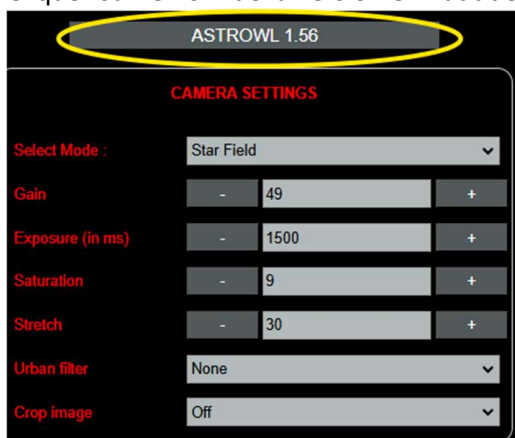 ASTROWL 1.56
CAMERA SETTINGS
Select Mode : Star Field
Gain - 49 +
Exposure (in ms) - 1500 +
Saturation - 9 +
Stretch - 30 +
Urban filter None
Crop image Off